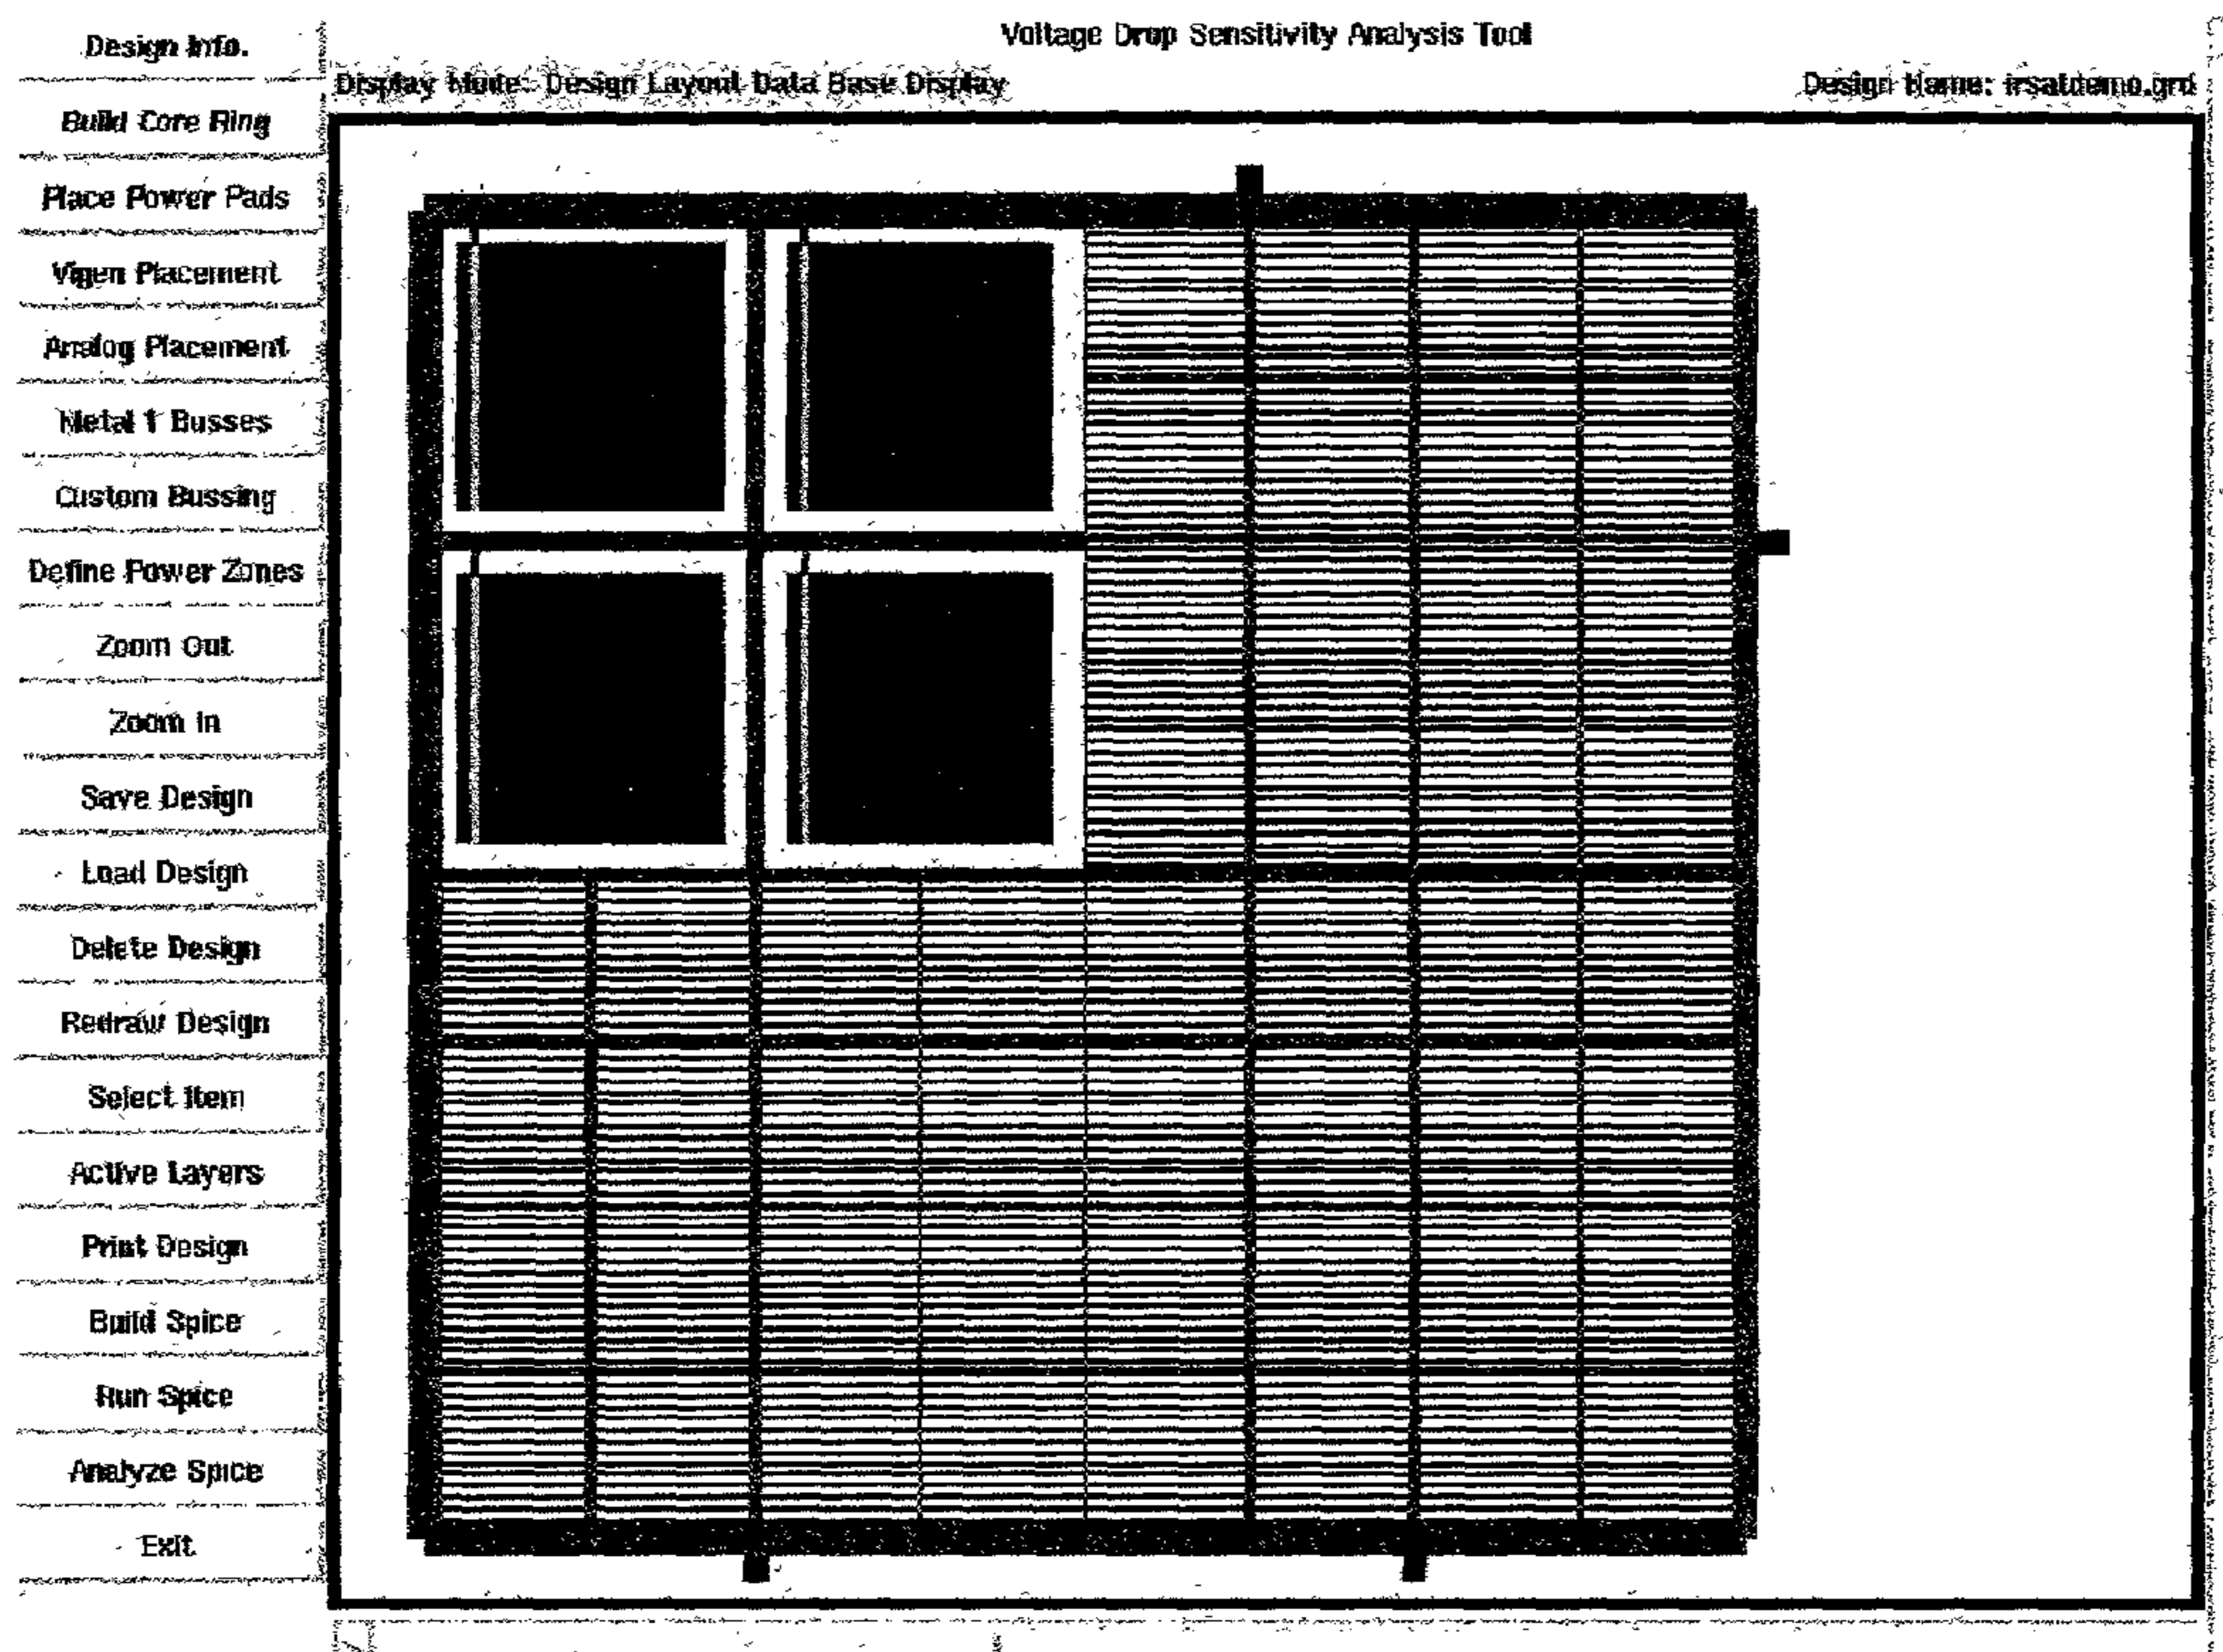 Voltage Drop Sensitivity Analysis Tool
Display Mode: Design Layout Data Base Display
Design Name: irsatdemo.grd
Design Info.
Build Core Ring
Place Power Pads
Vigen Placement
Analog Placement
Metal 1 Busses
Custom Bussing
Define Power Zones
Zoom Out
Zoom In
Save Design
Load Design
Delete Design
Redraw Design
Select Item
Active Layers
Print Design
Build Spice
Run Spice
Analyze Spice
Exit